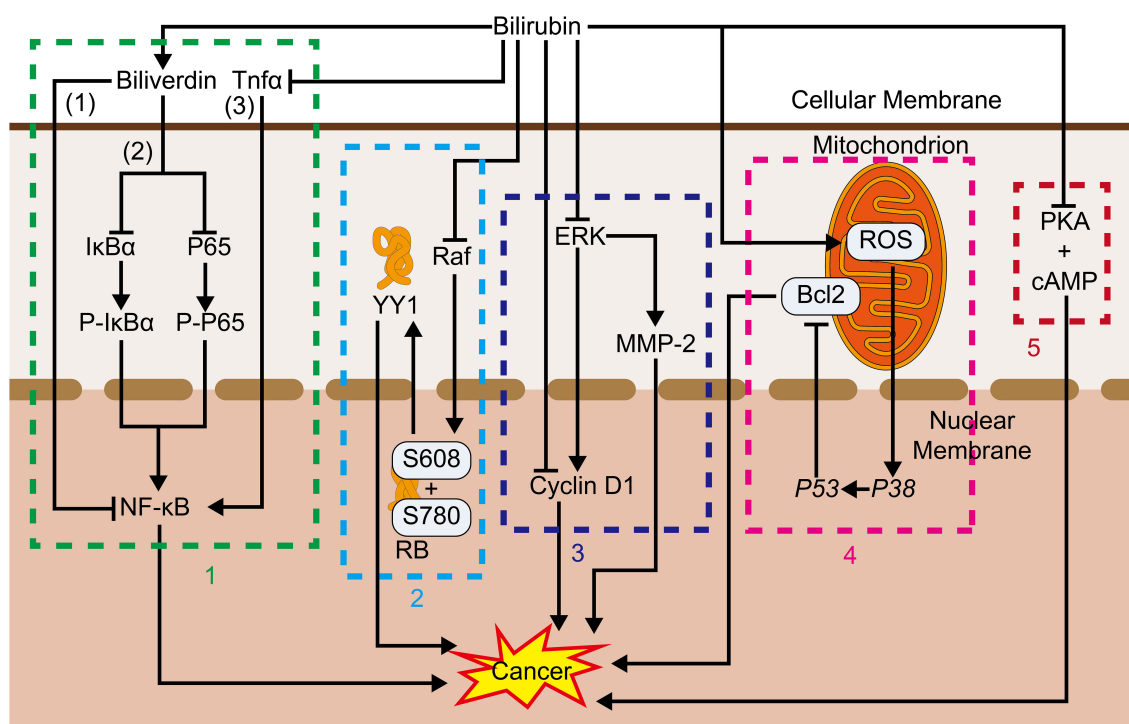 Bilirubin
Biliverdin
Tnfα
(1)
(3)
Cellular Membrane
(2)
Mitochondrion
IκBα
P65
Raf
ERK
ROS
PKA
+
cAMP
Bcl2
YY1
P-IκBα
P-P65
MMP-2
5
Nuclear
Membrane
S608
+
S780
RB
Cyclin D1
P53
P38
NF-κB
1
2
3
4
Cancer